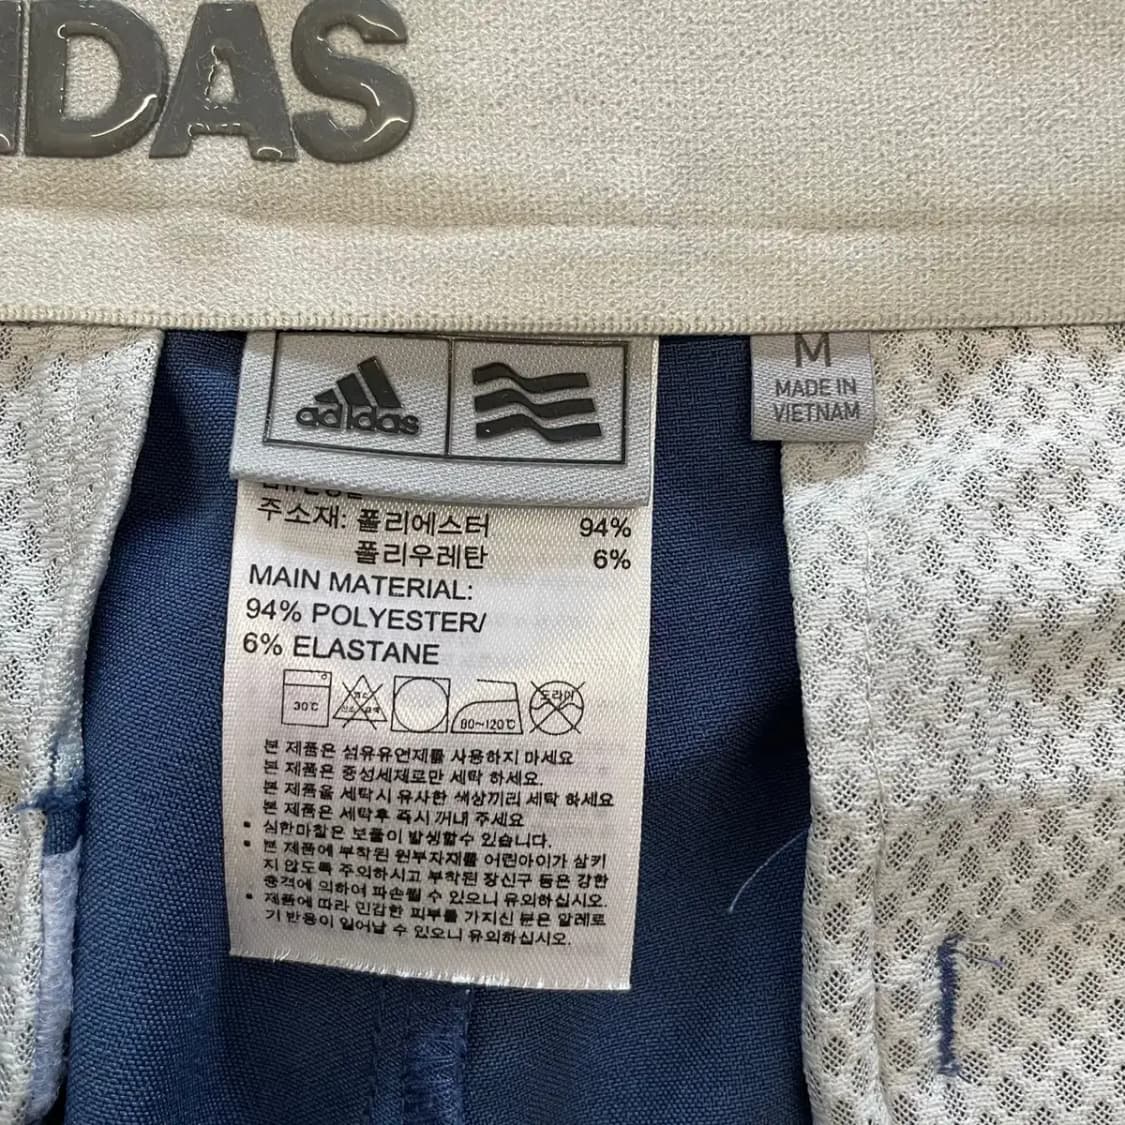 IDAS
adidas
M
MADE IN
VIETNAM
주소재: 폴리에스터 94%
폴리우레탄 6%
MAIN MATERIAL:
94% POLYESTER/
6% ELASTANE
30℃
80~120℃
드라이
본 제품은 섬유유연제를 사용하지 마세요
본 제품은 중성세제로만 세탁 하세요.
본 제품을 세탁시 유사한 색상끼리 세탁 하세요
본 제품은 세탁후 즉시 꺼내 주세요
• 심한마찰은 보풀이 발생할수 있습니다.
• 본 제품에 부착된 원부자재를 어린아이가 삼키
지 않도록 주의하시고 부착된 장신구 등은 강한
충격에 의하여 파손될 수 있으니 유의하십시오.
• 제품에 따라 민감한 피부를 가지신 분은 알레르
기 반응이 일어날 수 있으니 유의하십시오.